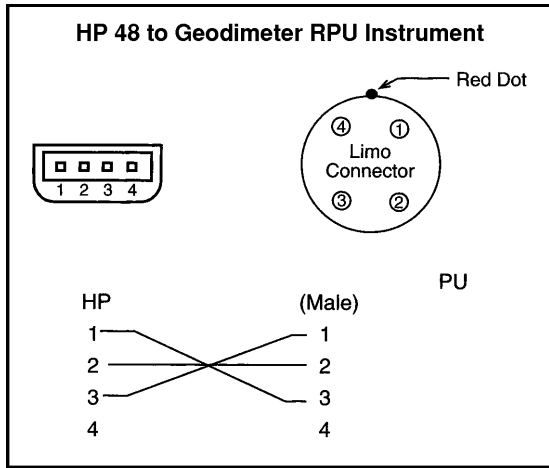 HP 48 to Geodimeter RPU Instrument
Red Dot
4 1
Limo
Connector
3 2
1 2 3 4
PU
HP (Male)
1 1
2 2
3 3
4 4